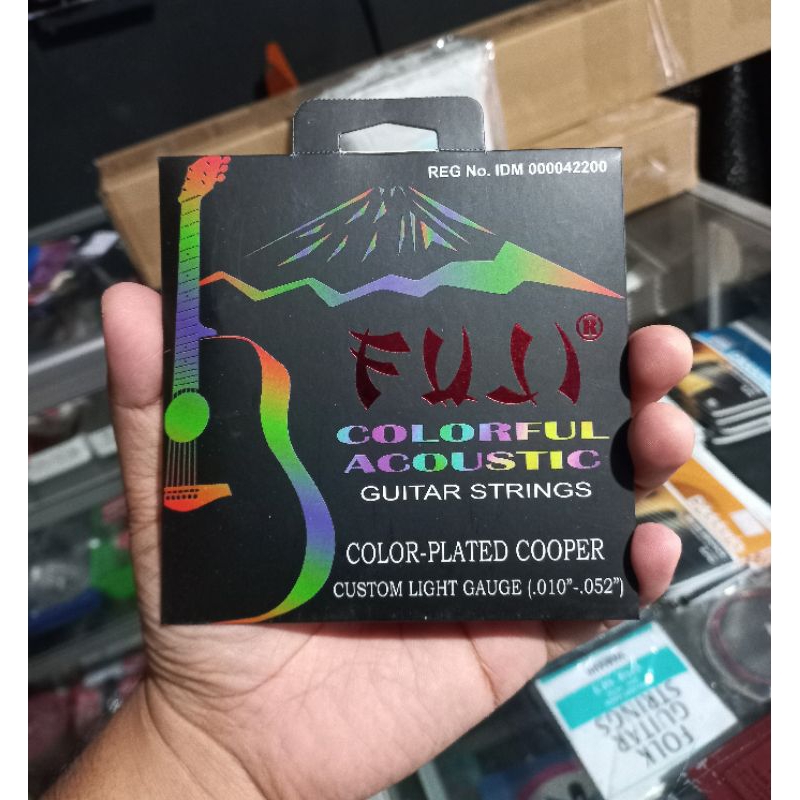 REG No. IDM 000042200
FUJI®
COLORFUL
ACOUSTIC
GUITAR STRINGS
COLOR-PLATED COOPER
CUSTOM LIGHT GAUGE (.010"-.052")
FOLK
GUITAR
STRINGS